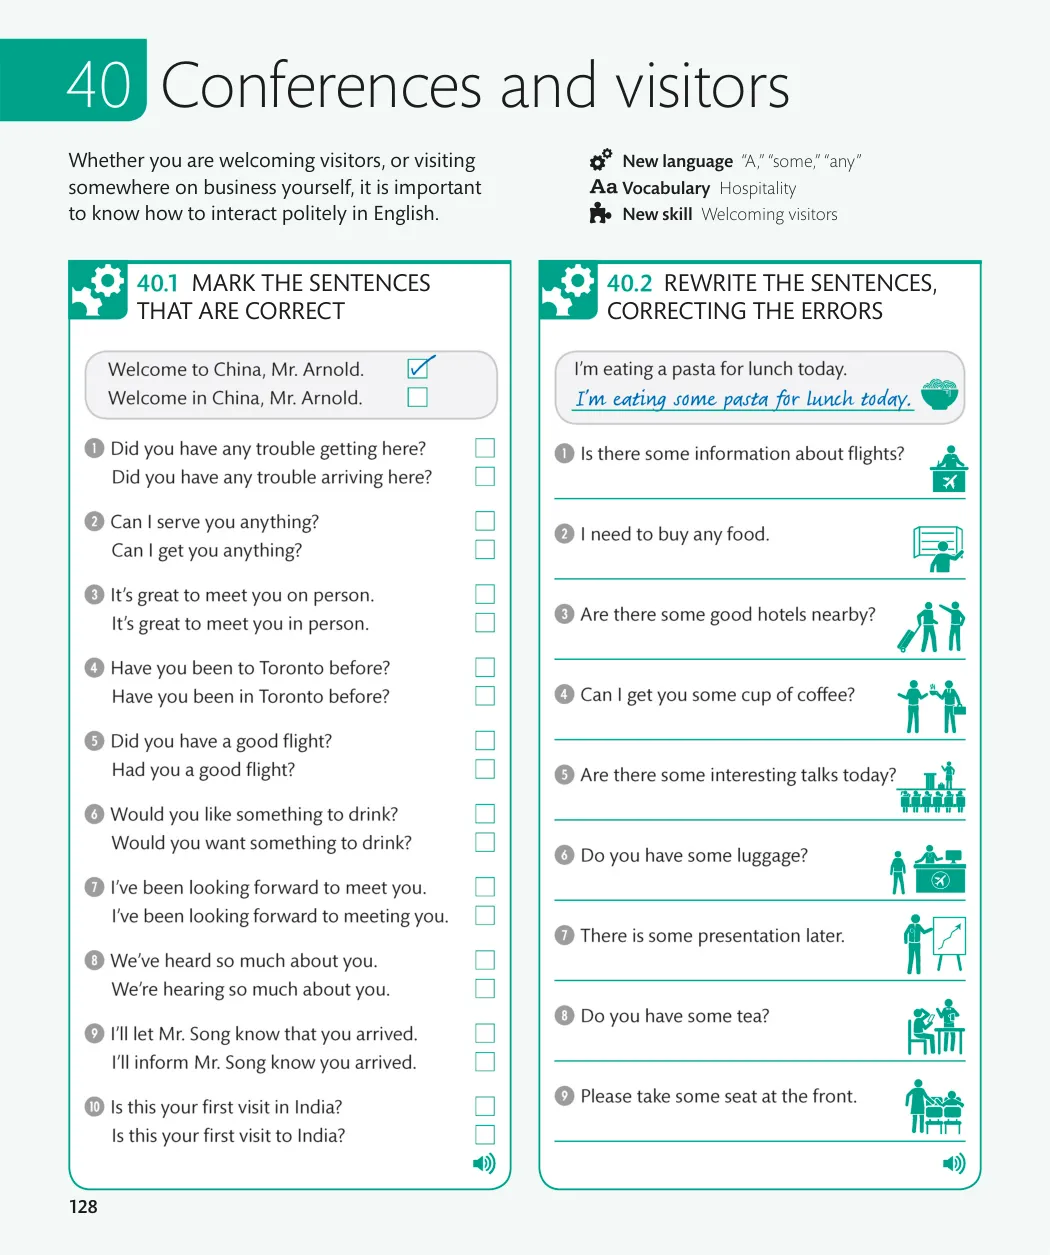 40 Conferences and visitors
Whether you are welcoming visitors, or visiting
somewhere on business yourself, it is important
to know how to interact politely in English.
New language “A,” “some,” “any”
Aa Vocabulary Hospitality
New skill Welcoming visitors
40.1 MARK THE SENTENCES
THAT ARE CORRECT
Welcome to China, Mr. Arnold.
Welcome in China, Mr. Arnold.
1 Did you have any trouble getting here?
Did you have any trouble arriving here?
2 Can I serve you anything?
Can I get you anything?
3 It’s great to meet you on person.
It’s great to meet you in person.
4 Have you been to Toronto before?
Have you been in Toronto before?
5 Did you have a good flight?
Had you a good flight?
6 Would you like something to drink?
Would you want something to drink?
7 I’ve been looking forward to meet you.
I’ve been looking forward to meeting you.
8 We’ve heard so much about you.
We’re hearing so much about you.
9 I’ll let Mr. Song know that you arrived.
I’ll inform Mr. Song know you arrived.
10 Is this your first visit in India?
Is this your first visit to India?
40.2 REWRITE THE SENTENCES,
CORRECTING THE ERRORS
I’m eating a pasta for lunch today.
I’m eating some pasta for lunch today.
1 Is there some information about flights?
2 I need to buy any food.
3 Are there some good hotels nearby?
4 Can I get you some cup of coffee?
5 Are there some interesting talks today?
6 Do you have some luggage?
7 There is some presentation later.
8 Do you have some tea?
9 Please take some seat at the front.
128